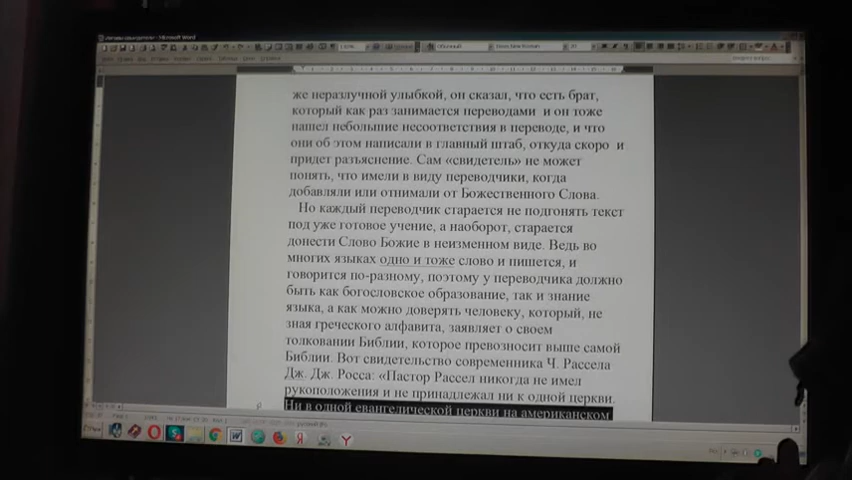 Microsoft Word
же неразлучной улыбкой, он сказал, что есть брат,
который как раз занимается переводами и он тоже
нашел небольшие несоответствия в переводе, и что
они об этом написали в главный штаб, откуда скоро и
придет разъяснение. Сам «свидетель» не может
понять, что имели в виду переводчики, когда
добавляли или отнимали от Божественного Слова.
Но каждый переводчик старается не подгонять текст
под уже готовое учение, а наоборот, старается
донести Слово Божие в неизменном виде. Ведь во
многих языках одно и тоже слово и пишется, и
говорится по-разному, поэтому у переводчика должно
быть как богословское образование, так и знание
языка, а как можно доверять человеку, который, не
зная греческого алфавита, заявляет о своем
толковании Библии, которое превозносит выше самой
Библии. Вот свидетельство современника Ч. Рассела
Дж. Дж. Росса: «Пастор Рассел никогда не имел
рукоположения и не принадлежал ни к одной церкви.
Ни в одной евангелической церкви на американском